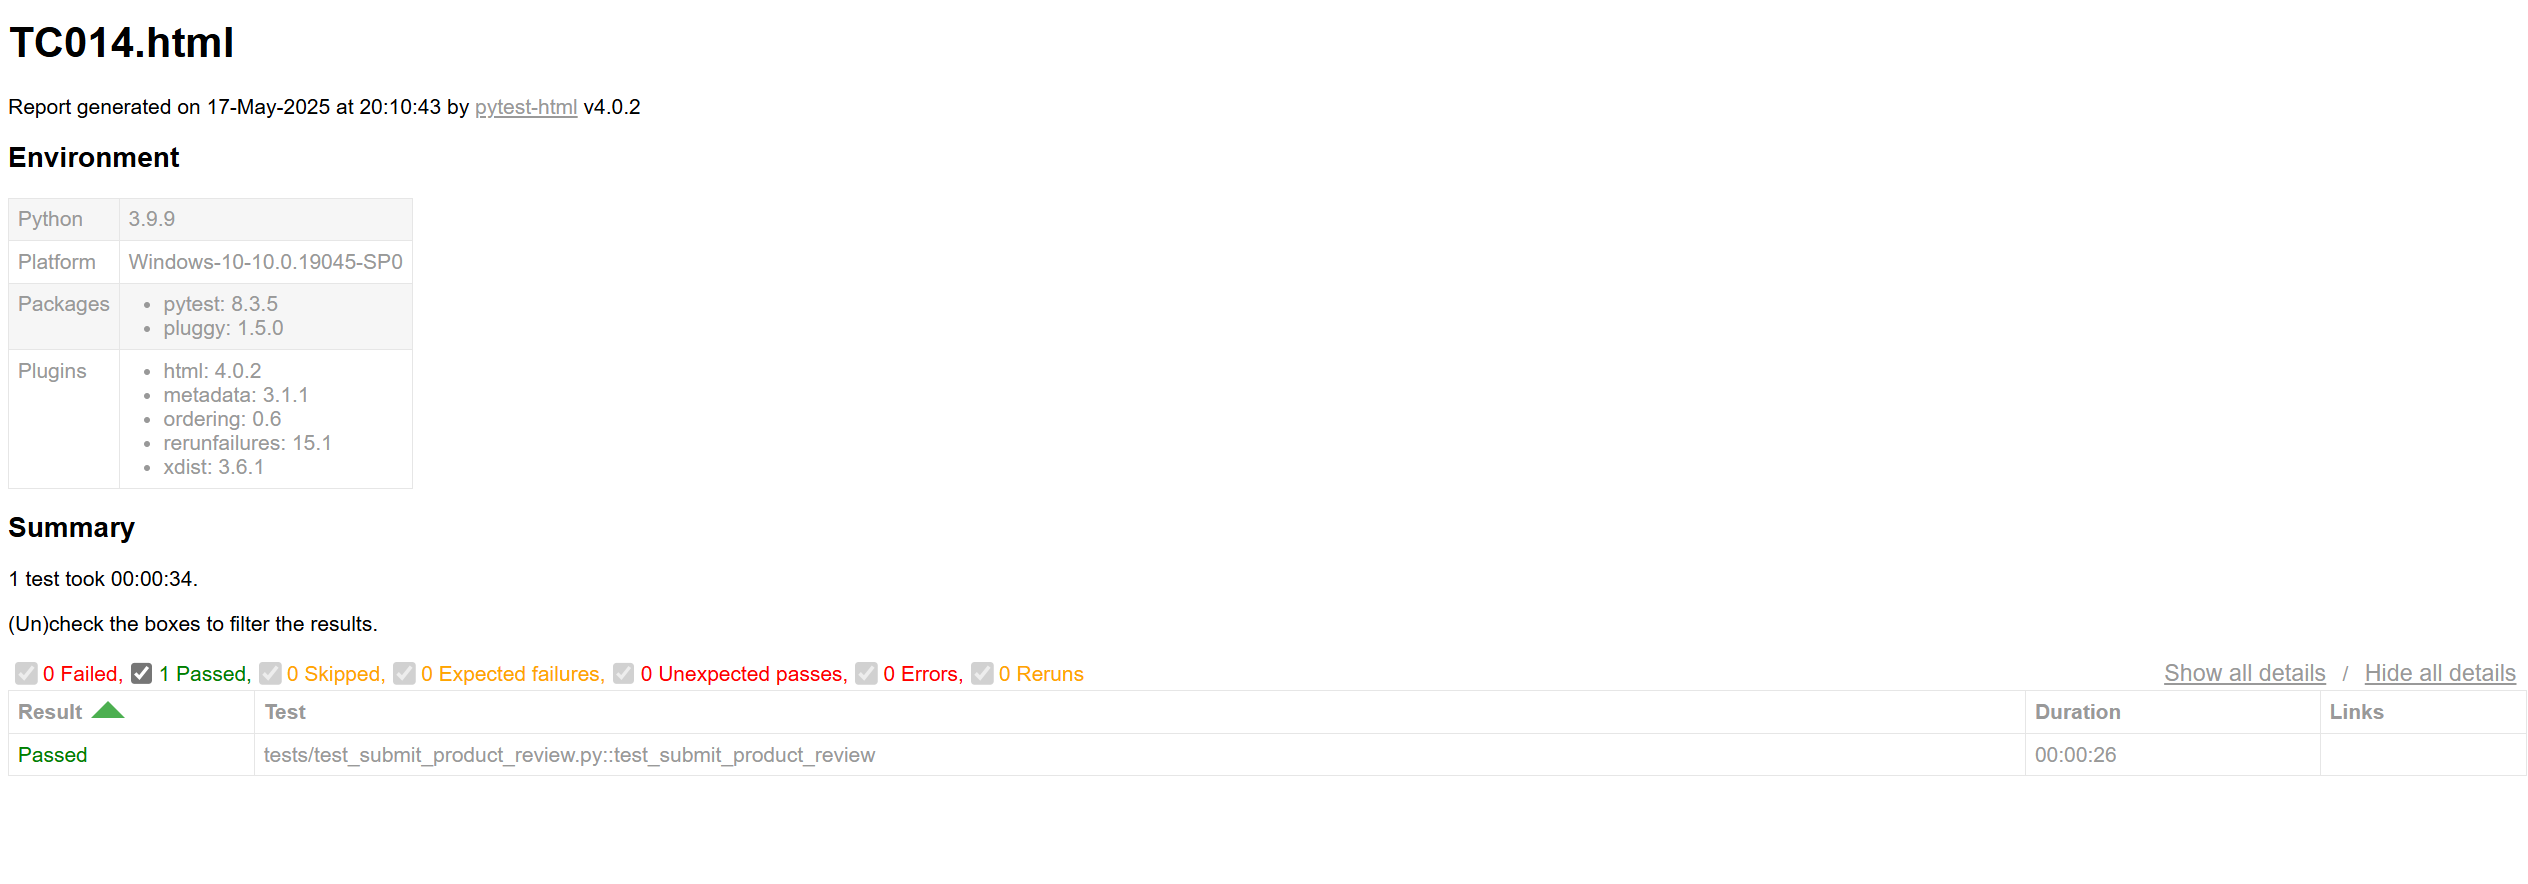 TC014.html
Report generated on 17-May-2025 at 20:10:43 by pytest-html v4.0.2
Environment
Python 3.9.9
Platform Windows-10-10.0.19045-SP0
Packages
• pytest: 8.3.5
• pluggy: 1.5.0
Plugins
• html: 4.0.2
• metadata: 3.1.1
• ordering: 0.6
• rerunfailures: 15.1
• xdist: 3.6.1
Summary
1 test took 00:00:34.
(Un)check the boxes to filter the results.
0 Failed, 1 Passed, 0 Skipped, 0 Expected failures, 0 Unexpected passes, 0 Errors, 0 Reruns Show all details / Hide all details
Result Test Duration Links
Passed tests/test_submit_product_review.py::test_submit_product_review 00:00:26